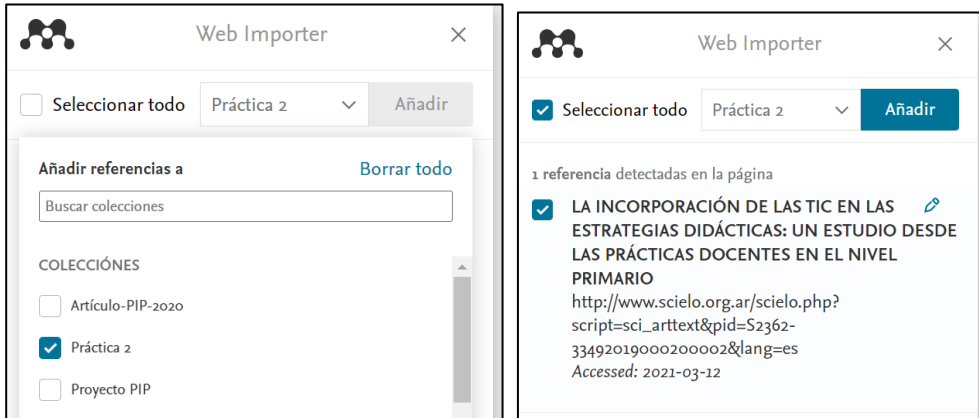 Web Importer
Seleccionar todo
Práctica 2
Añadir
Añadir referencias a
Borrar todo
Buscar colecciones
COLECCIÓNES
Artículo-PIP-2020
Práctica 2
Proyecto PIP
Web Importer
Seleccionar todo
Práctica 2
Añadir
1 referencia detectadas en la página
LA INCORPORACIÓN DE LAS TIC EN LAS
ESTRATEGIAS DIDÁCTICAS: UN ESTUDIO DESDE
LAS PRÁCTICAS DOCENTES EN EL NIVEL
PRIMARIO
http://www.scielo.org.ar/scielo.php?
script=sci_arttext&pid=S2362-
33492019000200002&lang=es
Accessed: 2021-03-12